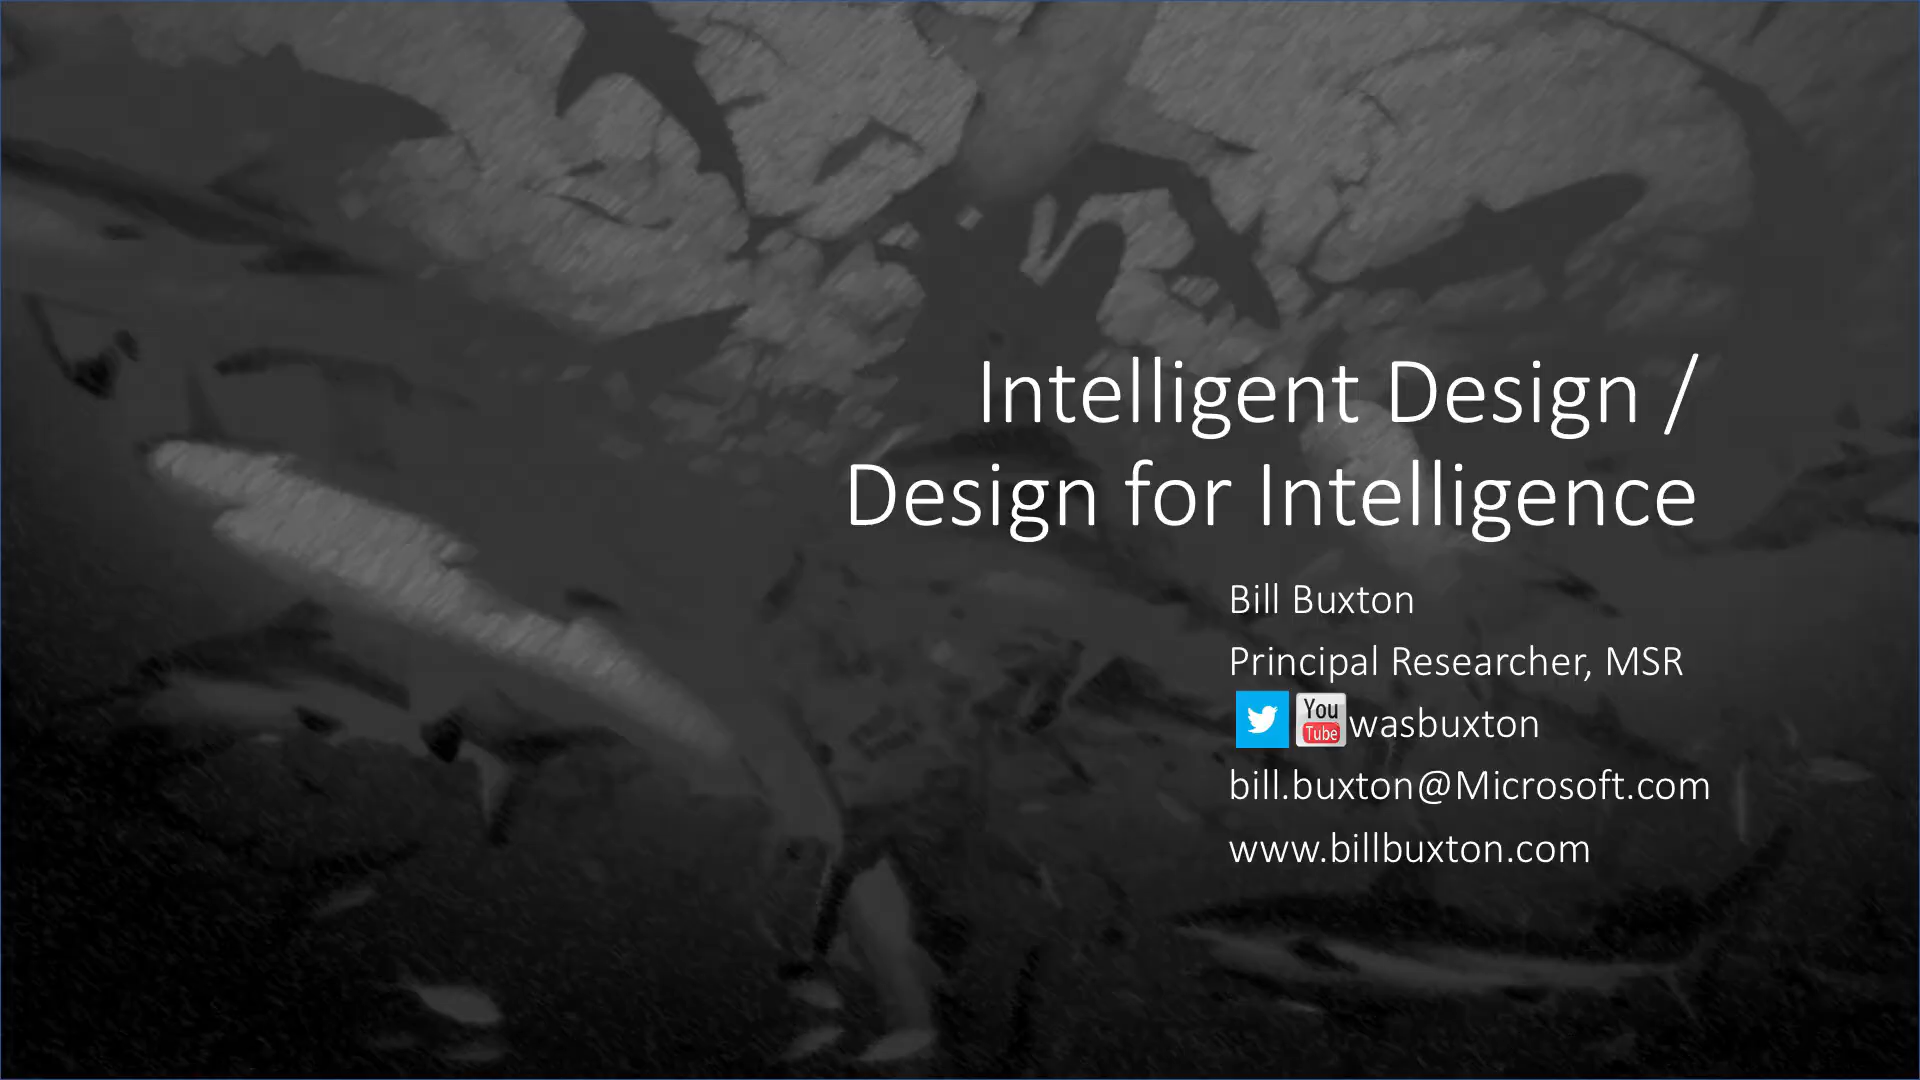 Intelligent Design /
Design for Intelligence
Bill Buxton
Principal Researcher, MSR
You Tube wasbuxton
bill.buxton@Microsoft.com
www.billbuxton.com